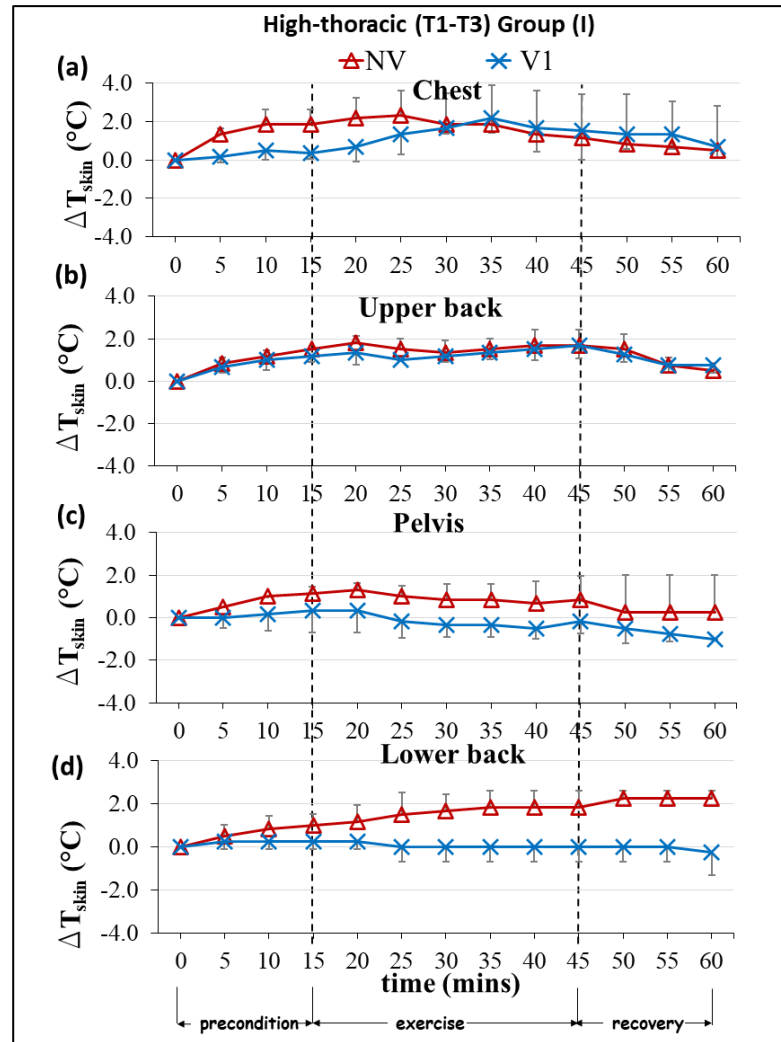 High-thoracic (T1-T3) Group (I)
NV V1
(a)
Chest
ΔTskin (°C)
4.0
2.0
0.0
-2.0
-4.0
0 5 10 15 20 25 30 35 40 45 50 55 60
(b)
Upper back
ΔTskin (°C)
4.0
2.0
0.0
-2.0
-4.0
0 5 10 15 20 25 30 35 40 45 50 55 60
(c)
Pelvis
ΔTskin (°C)
4.0
2.0
0.0
-2.0
-4.0
0 5 10 15 20 25 30 35 40 45 50 55 60
(d)
Lower back
ΔTskin (°C)
4.0
2.0
0.0
-2.0
-4.0
0 5 10 15 20 25 30 35 40 45 50 55 60
time (mins)
precondition exercise recovery